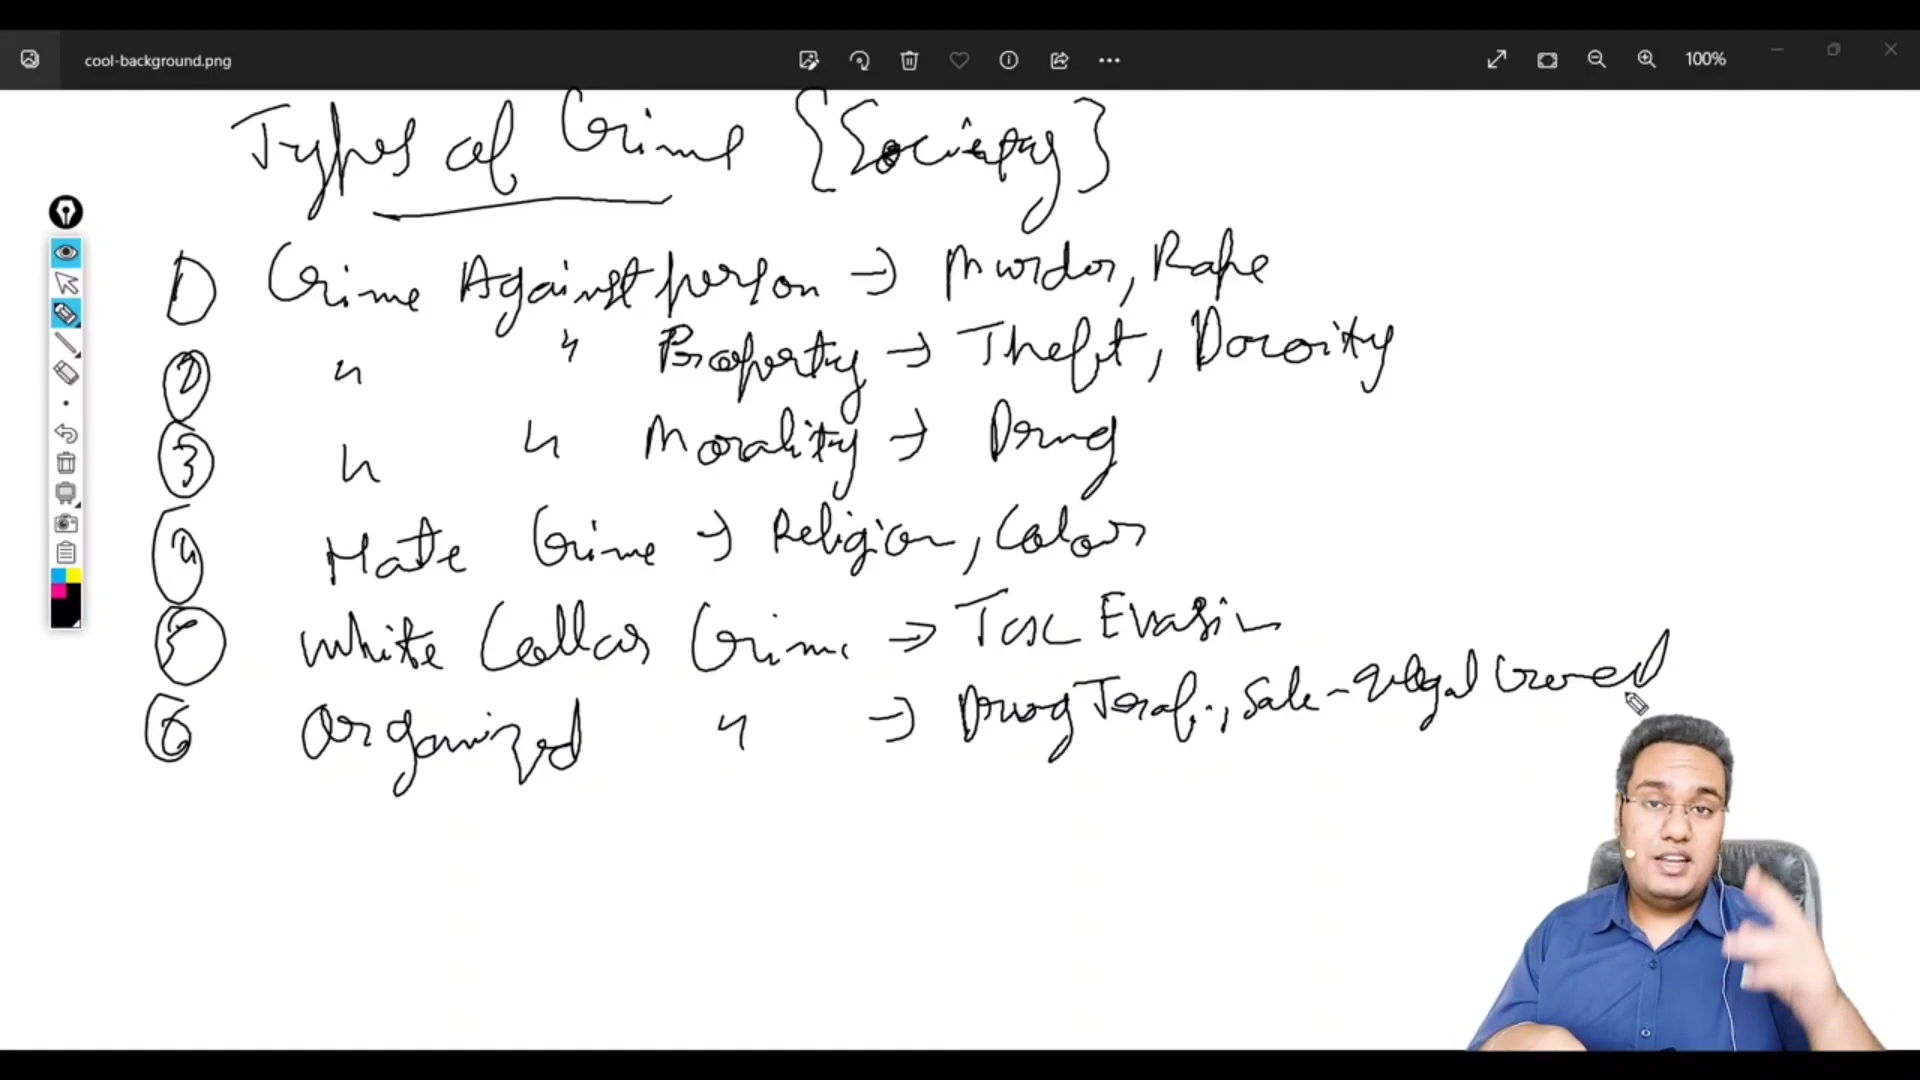 cool-background.png
100%
Types of Crime {Society}
1) Crime Against person → Murder, Rape
2 " " Property → Theft, Dacoity
3 " " Morality → Drug
4 Hate Crime → Religion, Colour
5 White Collar Crime → Tax Evasion
6 Organized " → Drug Traf., Sale - illegal